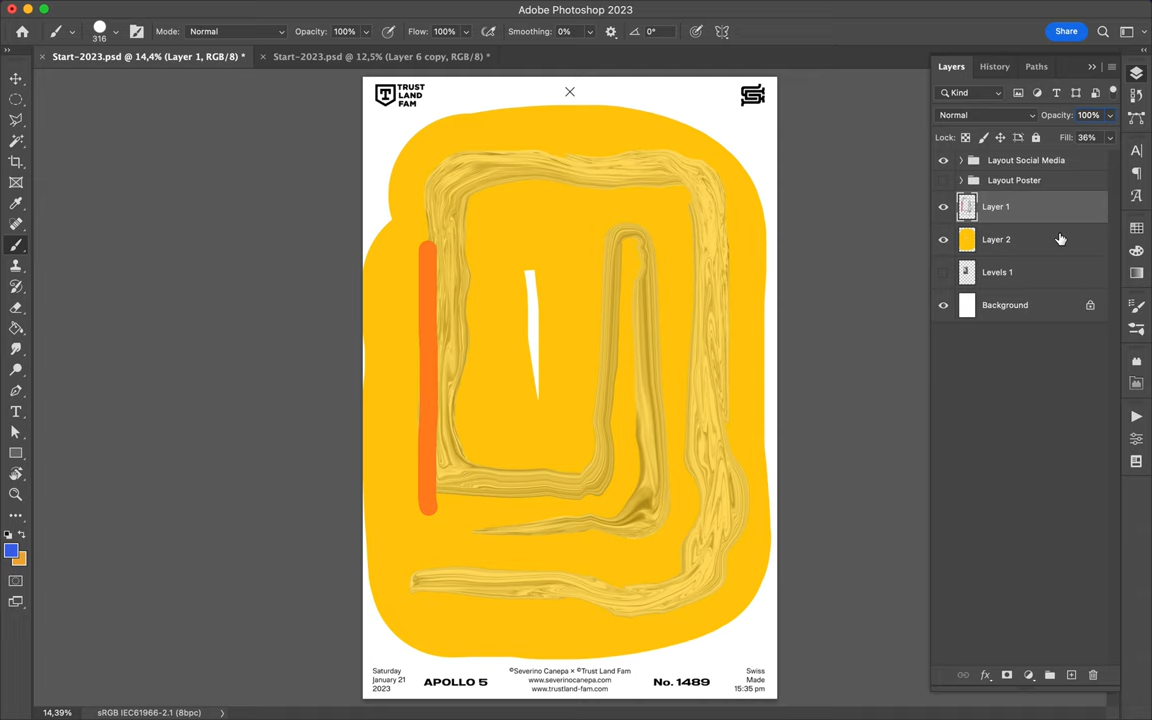 Adobe Photoshop 2023
316
Mode: Normal
Opacity: 100%
Flow: 100%
Smoothing: 0%
0°
Share
Start-2023.psd @ 14,4% (Layer 1, RGB/8) *
Start-2023.psd @ 12,5% (Layer 6 copy, RGB/8) *
Layers
History
Paths
Kind
Normal
Opacity: 100%
Lock:
Fill: 36%
Layout Social Media
Layout Poster
Layer 1
Layer 2
Levels 1
Background
TRUST
LAND
FAM
Saturday
January 21
2023
APOLLO 5
©Severino Canepa × ©Trust Land Fam
www.severinocanepa.com
www.trustland-fam.com
No. 1489
Swiss
Made
15:35 pm
14,39%
sRGB IEC61966-2.1 (8bpc)